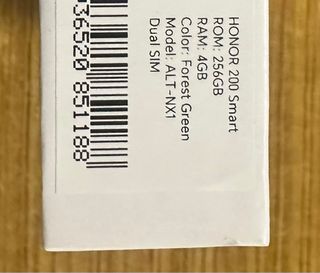 HONOR 200 Smart
ROM: 256GB
RAM: 4GB
Color: Forest Green
Model: ALT-NX1
Dual SIM
36520 851188